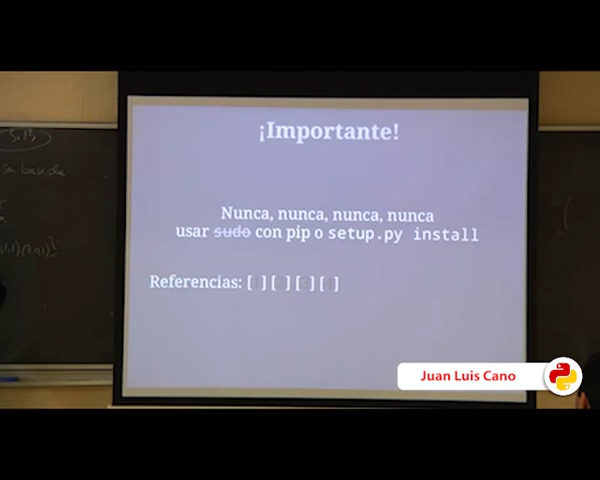 ¡Importante!
Nunca, nunca, nunca, nunca
usar sudo con pip o setup.py install
Referencias: [ ] [ ] [ ] [ ]
Juan Luis Cano